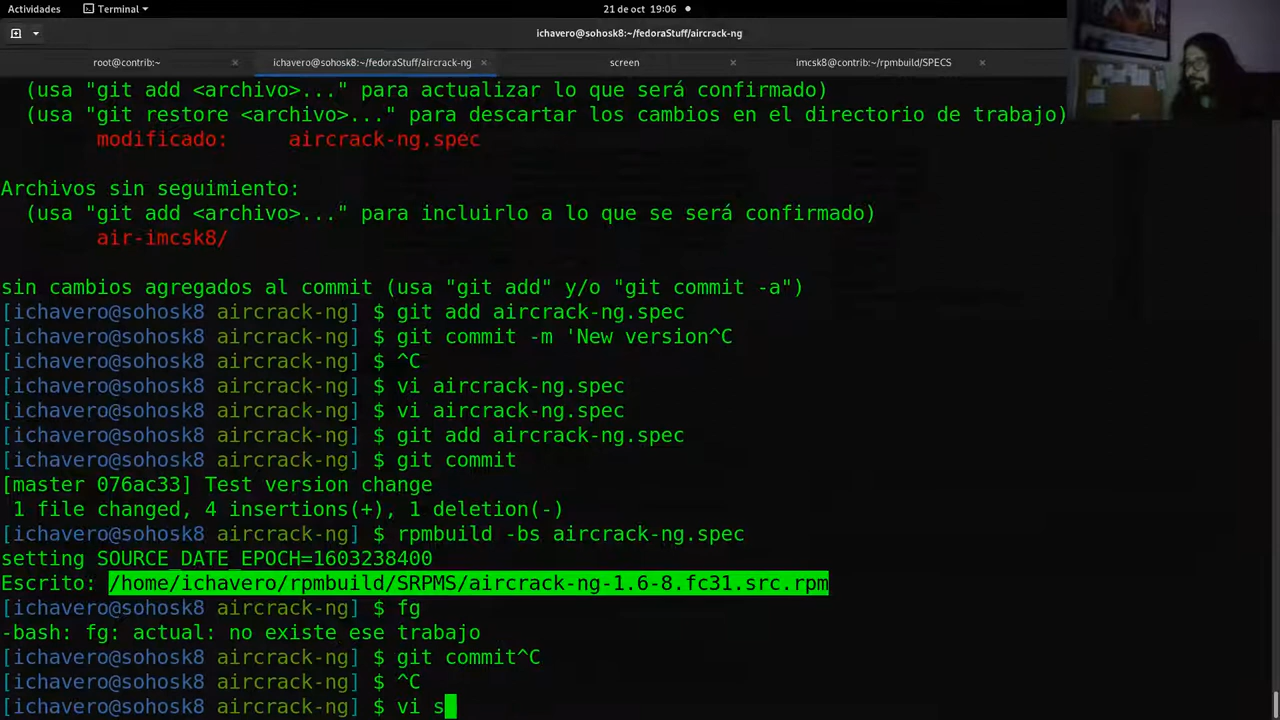 Actividades
Terminal
21 de oct 19:06
ichavero@sohosk8:~/fedoraStuff/aircrack-ng
root@contrib:~
ichavero@sohosk8:~/fedoraStuff/aircrack-ng
screen
imcsk8@contrib:~/rpmbuild/SPECS
(usa "git add <archivo>..." para actualizar lo que será confirmado)
(usa "git restore <archivo>..." para descartar los cambios en el directorio de trabajo)
modificado: aircrack-ng.spec
Archivos sin seguimiento:
(usa "git add <archivo>..." para incluirlo a lo que se será confirmado)
air-imcsk8/
sin cambios agregados al commit (usa "git add" y/o "git commit -a")
[ichavero@sohosk8 aircrack-ng] $ git add aircrack-ng.spec
[ichavero@sohosk8 aircrack-ng] $ git commit -m 'New version^C
[ichavero@sohosk8 aircrack-ng] $ ^C
[ichavero@sohosk8 aircrack-ng] $ vi aircrack-ng.spec
[ichavero@sohosk8 aircrack-ng] $ vi aircrack-ng.spec
[ichavero@sohosk8 aircrack-ng] $ git add aircrack-ng.spec
[ichavero@sohosk8 aircrack-ng] $ git commit
[master 076ac33] Test version change
1 file changed, 4 insertions(+), 1 deletion(-)
[ichavero@sohosk8 aircrack-ng] $ rpmbuild -bs aircrack-ng.spec
setting SOURCE_DATE_EPOCH=1603238400
Escrito: /home/ichavero/rpmbuild/SRPMS/aircrack-ng-1.6-8.fc31.src.rpm
[ichavero@sohosk8 aircrack-ng] $ fg
-bash: fg: actual: no existe ese trabajo
[ichavero@sohosk8 aircrack-ng] $ git commit^C
[ichavero@sohosk8 aircrack-ng] $ ^C
[ichavero@sohosk8 aircrack-ng] $ vi s